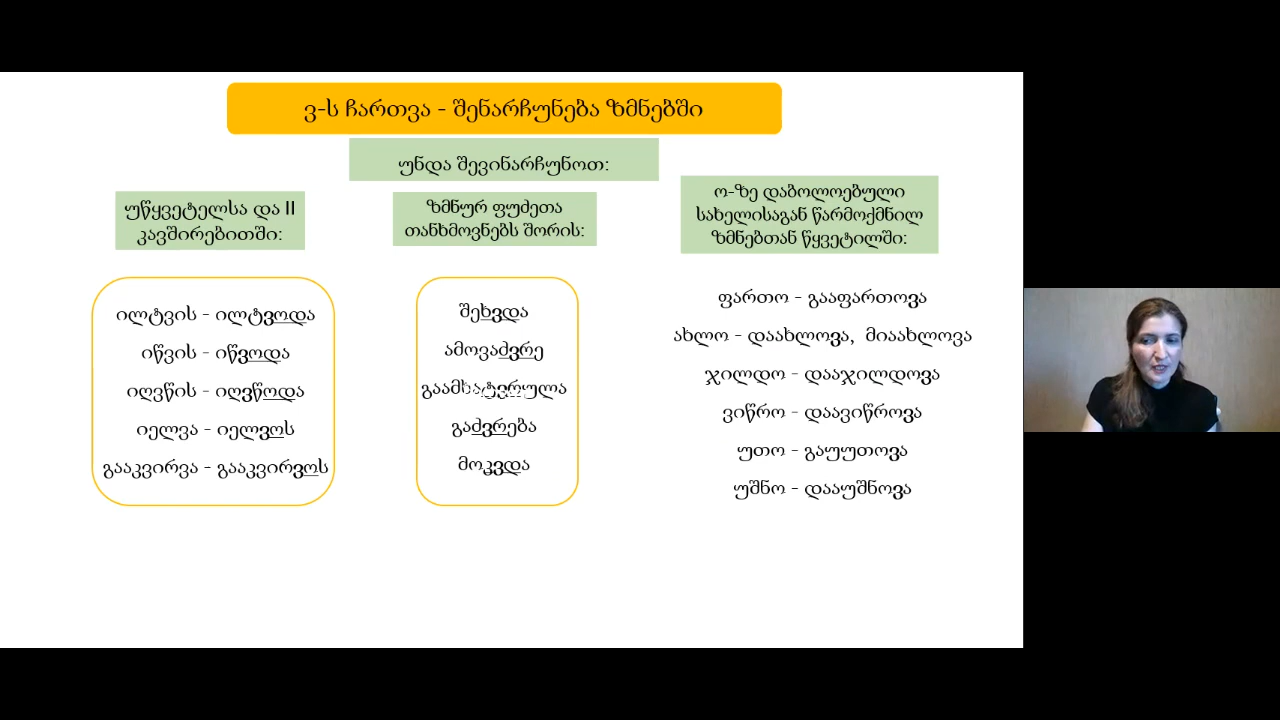 ვ-ს ჩართვა - შენარჩუნება ზმნებში
უნდა შევინარჩუნოთ:
უწყვეტელსა და II
კავშირებითში:
ილტვის - ილტვოდა
იწვის - იწვოდა
იღვწის - იღვწოდა
იელვა - იელვოს
გააკვირვა - გააკვირვოს
ზმნურ ფუძეთა
თანხმოვნებს შორის:
შეხვდა
ამოვაძვრე
გაამხატვრულა
გაძვრება
მოკვდა
ო-ზე დაბოლოებული
სახელისაგან წარმოქმნილ
ზმნებთან წყვეტილში:
ფართო - გააფართოვა
ახლო - დაახლოვა, მიაახლოვა
ჯილდო - დააჯილდოვა
ვიწრო - დაავიწროვა
უთო - გაუუთოვა
უშნო - დააუშნოვა